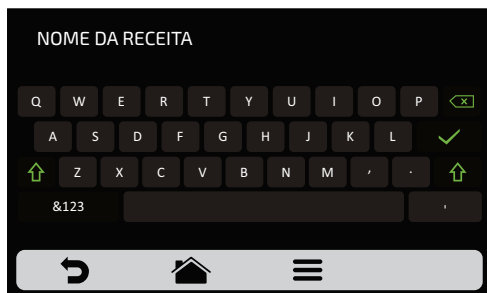 NOME DA RECEITA
Q W E R T Y U I O P
A S D F G H J K L
Z X C V B N M , .
&123 '